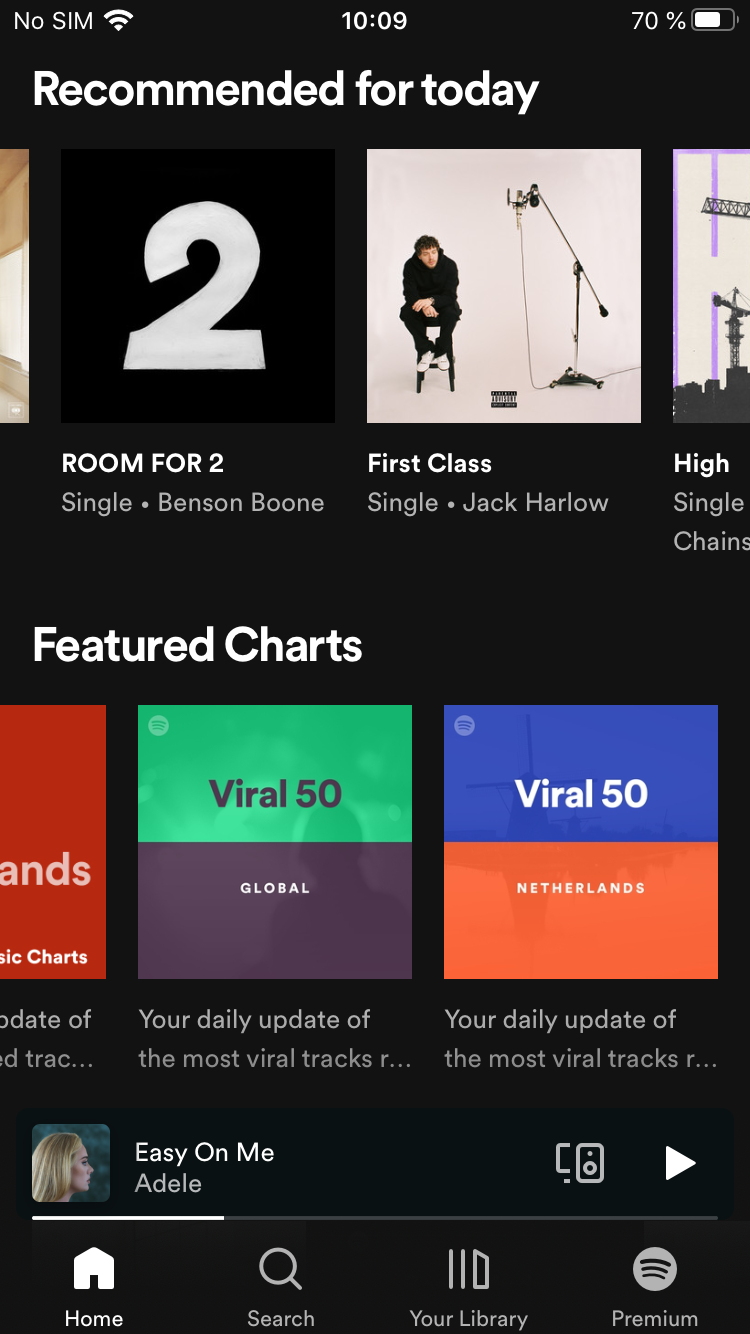 No SIM 10:09 70 %
Recommended for today
2
ROOM FOR 2
Single • Benson Boone
First Class
Single • Jack Harlow
High
Single
Chains
Featured Charts
ands
sic Charts
pdate of
ed trac...
Viral 50
GLOBAL
Your daily update of
the most viral tracks r...
Viral 50
NETHERLANDS
Your daily update of
the most viral tracks r...
Easy On Me
Adele
Home Search Your Library Premium